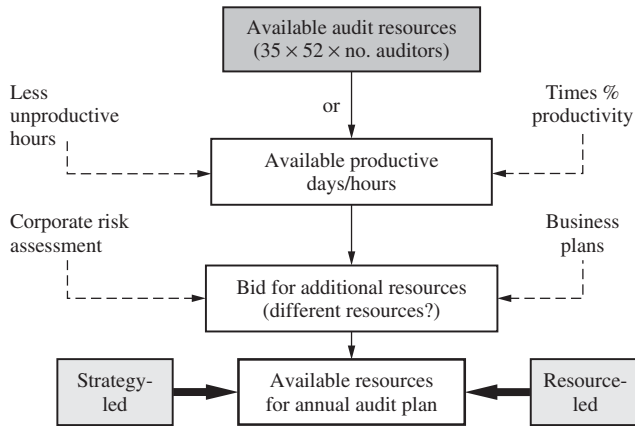 Available audit resources
(35 × 52 × no. auditors)
Less
unproductive
hours
or
Times %
productivity
Available productive
days/hours
Corporate risk
assessment
Business
plans
Bid for additional resources
(different resources?)
Strategy-
led
Available resources
for annual audit plan
Resource-
led